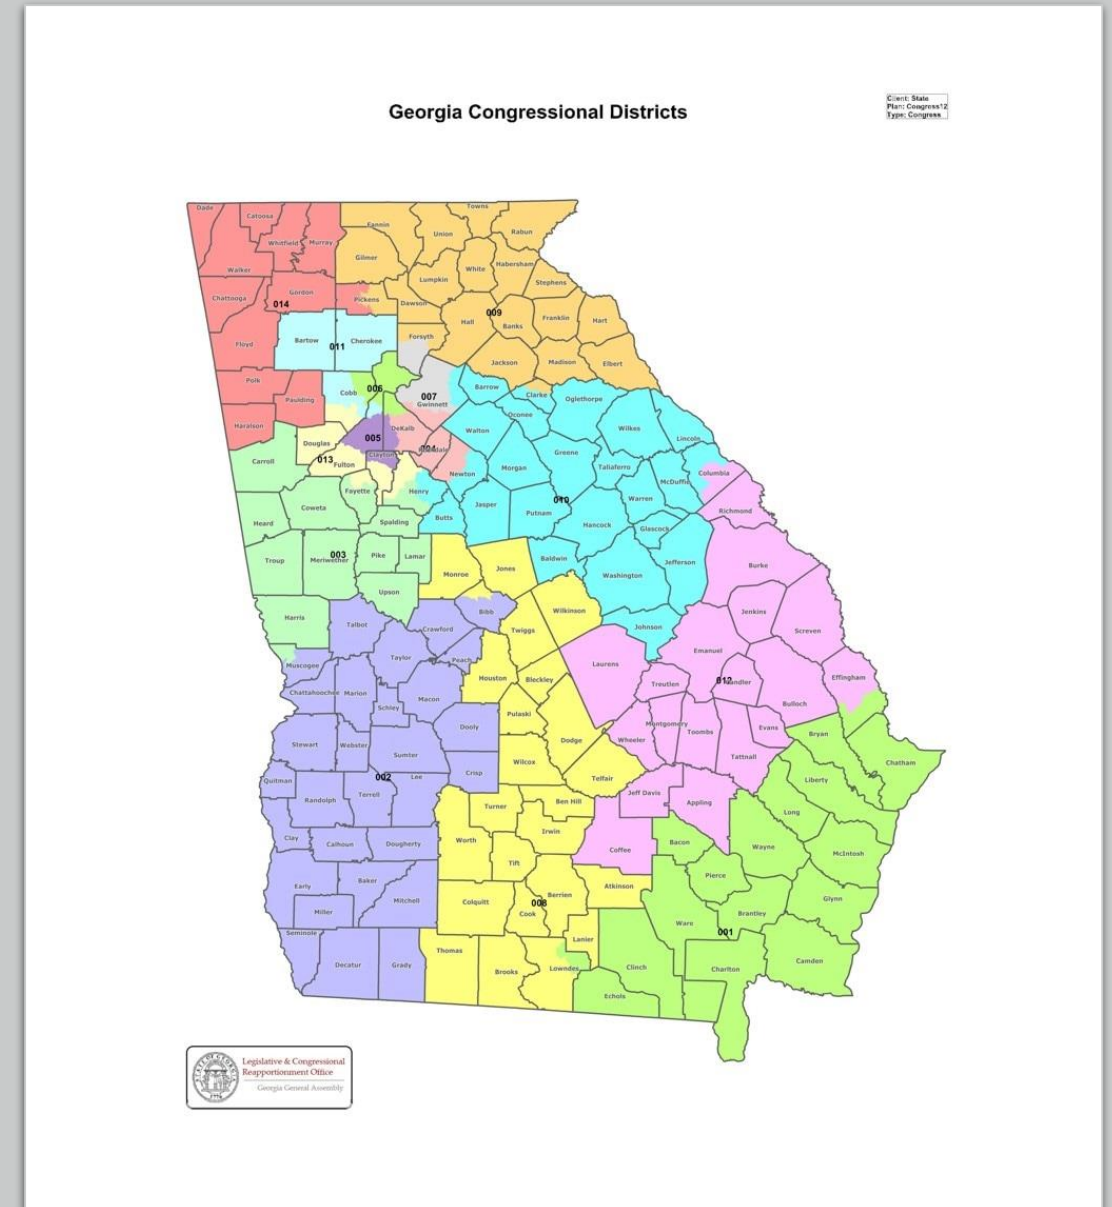 Georgia Congressional Districts
Client: State
Plan: Congress12
Type: Congress
Dade
Catoosa
Whitfield
Murray
Fannin
Towns
Union
Rabun
Walker
Gilmer
Lumpkin
White
Habersham
Stephens
Chattooga
Gordon
014
Pickens
Dawson
009
Hall
Banks
Franklin
Hart
Floyd
Bartow
011
Cherokee
Forsyth
Jackson
Madison
Elbert
Polk
Paulding
Cobb
006
007
Gwinnett
Barrow
Clarke
Oglethorpe
Oconee
Haralson
Douglas
005
DeKalb
Walton
Wilkes
Lincoln
Carroll
013
Fulton
Clayton
004
Newton
Morgan
Greene
Taliaferro
McDuffie
Columbia
Fayette
Henry
Heard
Coweta
Spalding
Butts
Jasper
010
Putnam
Hancock
Warren
Glascock
Richmond
Troup
Meriwether
003
Pike
Lamar
Monroe
Jones
Baldwin
Washington
Jefferson
Burke
Upson
Harris
Talbot
Crawford
Bibb
Twiggs
Wilkinson
Johnson
Jenkins
Screven
Muscogee
Taylor
Peach
Houston
Bleckley
Laurens
Emanuel
Treutlen
012
Candler
Effingham
Chattahoochee
Marion
Schley
Macon
Pulaski
Bulloch
Stewart
Webster
Sumter
Dooly
Dodge
Wheeler
Montgomery
Toombs
Evans
Tattnall
Bryan
Chatham
Quitman
Randolph
Terrell
002
Lee
Crisp
Wilcox
Telfair
Jeff Davis
Appling
Liberty
Long
Clay
Calhoun
Dougherty
Worth
Turner
Ben Hill
Irwin
Coffee
Bacon
Wayne
McIntosh
Early
Baker
Mitchell
Miller
Tift
Colquitt
Berrien
008
Cook
Atkinson
Pierce
Ware
Brantley
Glynn
001
Seminole
Decatur
Grady
Thomas
Brooks
Lowndes
Lanier
Clinch
Echols
Charlton
Camden
Legislative & Congressional
Reapportionment Office
Georgia General Assembly
STATE OF GEORGIA
1776